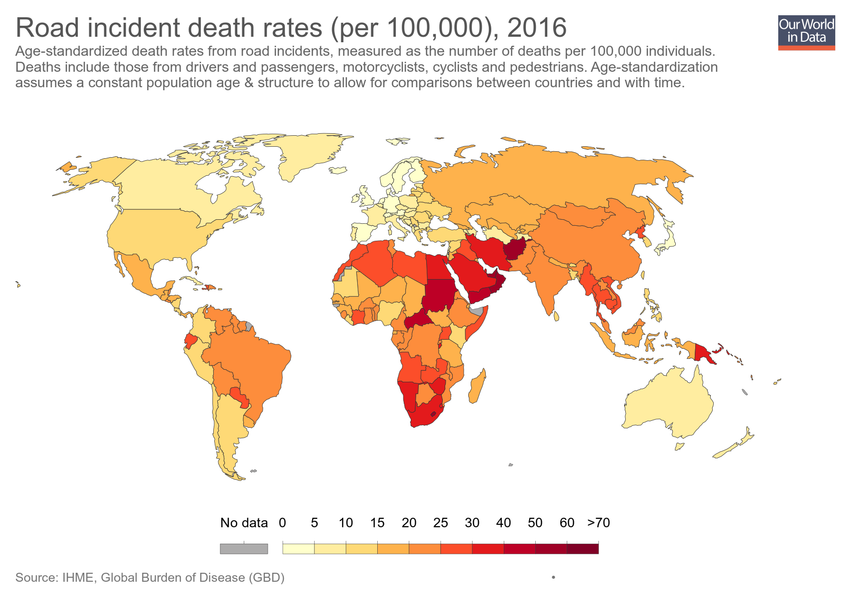 Road incident death rates (per 100,000), 2016
Our World
in Data
Age-standardized death rates from road incidents, measured as the number of deaths per 100,000 individuals.
Deaths include those from drivers and passengers, motorcyclists, cyclists and pedestrians. Age-standardization
assumes a constant population age & structure to allow for comparisons between countries and with time.
No data 0 5 10 15 20 25 30 40 50 60 >70
Source: IHME, Global Burden of Disease (GBD)